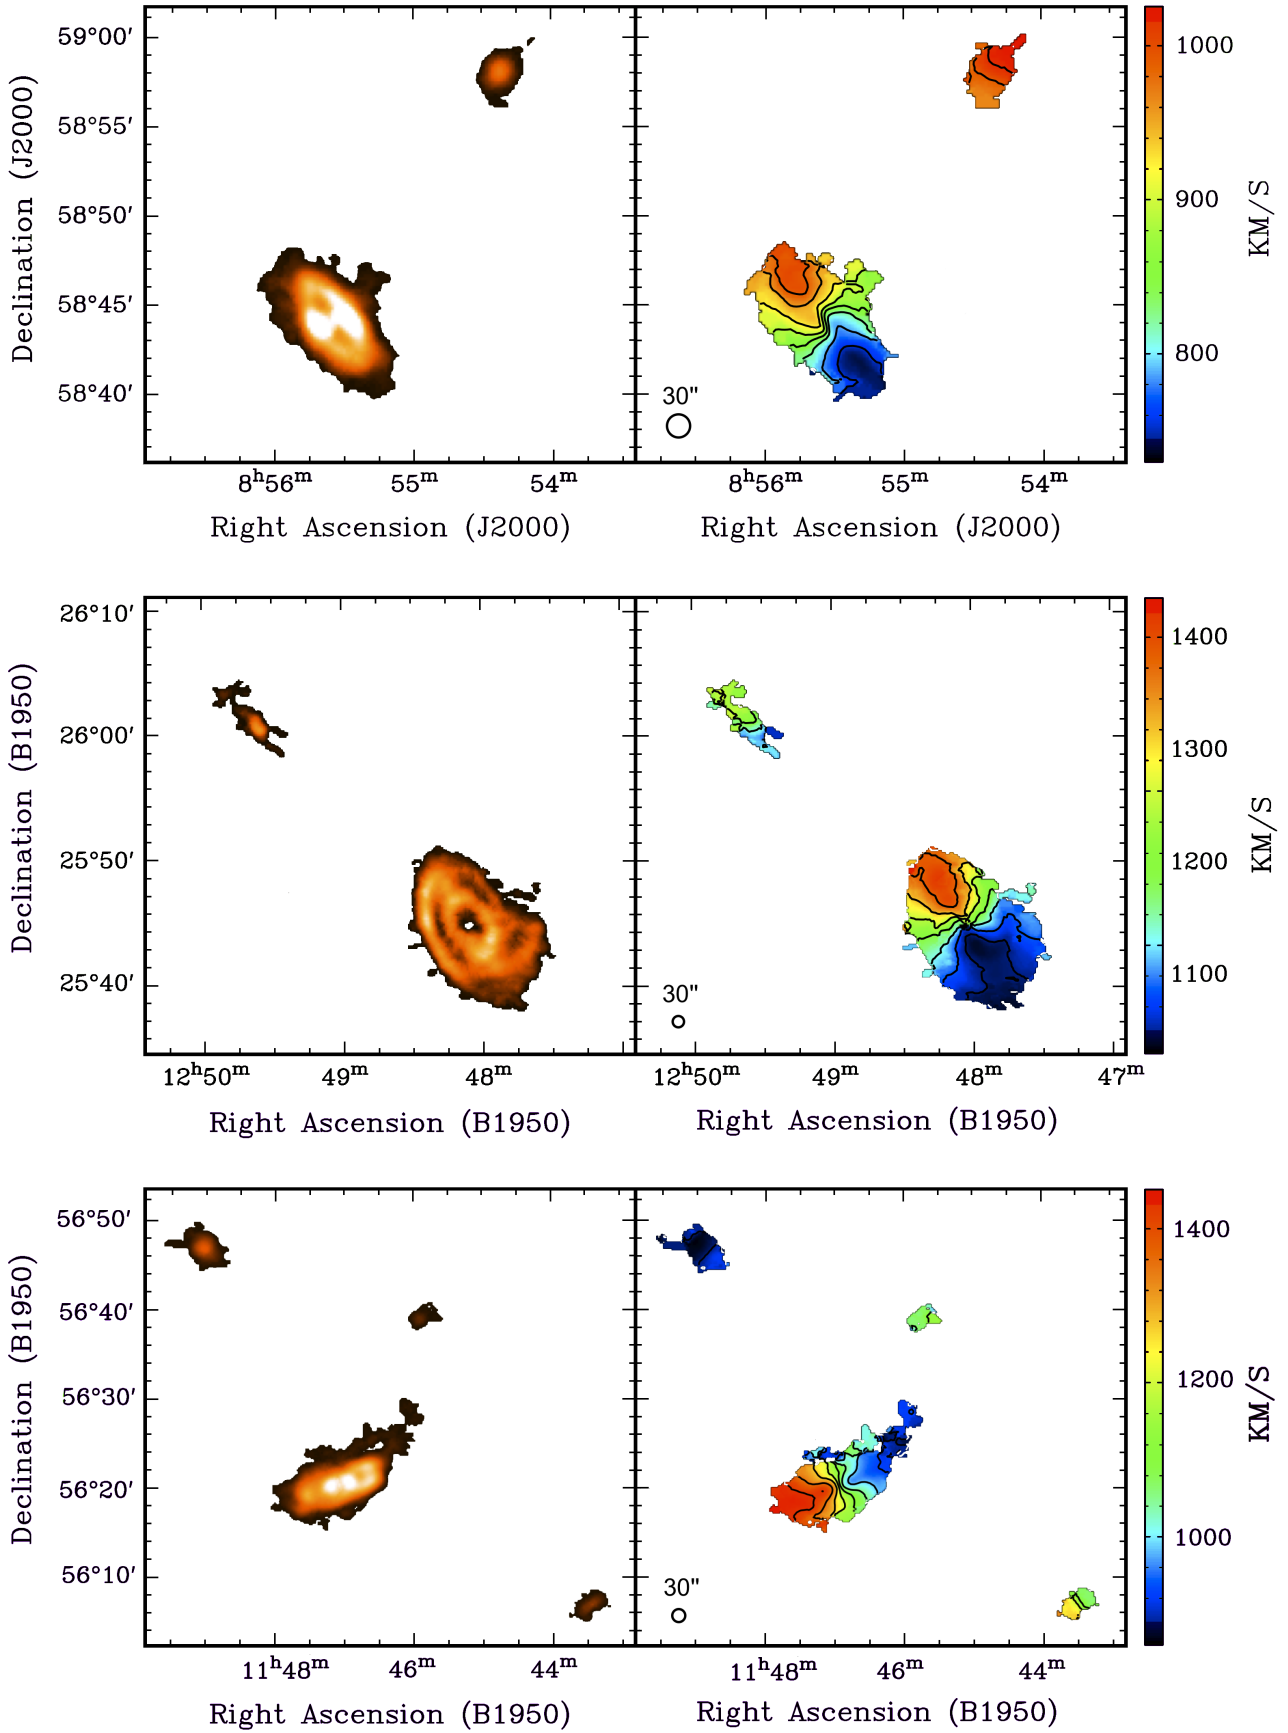 59°00′
58°55′
58°50′
58°45′
58°40′
Declination (J2000)
30"
1000
900
800
KM/S
8ʰ56ᵐ 55ᵐ 54ᵐ 8ʰ56ᵐ 55ᵐ 54ᵐ
Right Ascension (J2000) Right Ascension (J2000)
26°10′
26°00′
25°50′
25°40′
Declination (B1950)
30"
1400
1300
1200
1100
KM/S
12ʰ50ᵐ 49ᵐ 48ᵐ 12ʰ50ᵐ 49ᵐ 48ᵐ 47ᵐ
Right Ascension (B1950) Right Ascension (B1950)
56°50′
56°40′
56°30′
56°20′
56°10′
Declination (B1950)
30"
1400
1200
1000
KM/S
11ʰ48ᵐ 46ᵐ 44ᵐ 11ʰ48ᵐ 46ᵐ 44ᵐ
Right Ascension (B1950) Right Ascension (B1950)